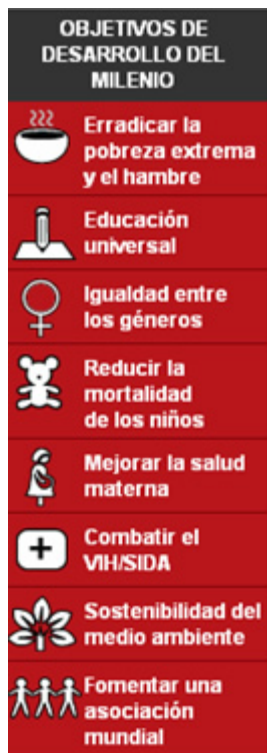 OBJETIVOS DE
DESARROLLO DEL
MILENIO
Erradicar la
pobreza extrema
y el hambre
Educación
universal
Igualdad entre
los géneros
Reducir la
mortalidad
de los niños
Mejorar la salud
materna
Combatir el
VIH/SIDA
Sostenibilidad del
medio ambiente
Fomentar una
asociación
mundial